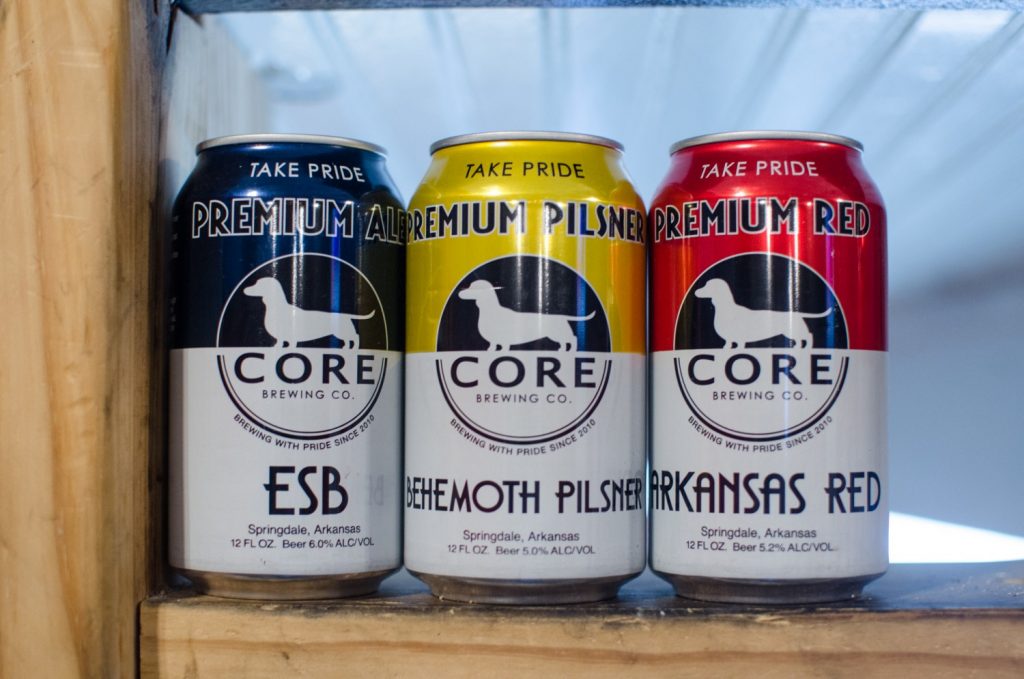 TAKE PRIDE
PREMIUM ALE
CORE
BREWING CO.
BREWING WITH PRIDE SINCE 2010
ESB
Springdale, Arkansas
12 FL OZ. Beer 6.0% ALC/VOL
TAKE PRIDE
PREMIUM PILSNER
CORE
BREWING CO.
BREWING WITH PRIDE SINCE 2010
BEHEMOTH PILSNER
Springdale, Arkansas
12 FL OZ. Beer 5.0% ALC/VOL
TAKE PRIDE
PREMIUM RED
CORE
BREWING CO.
BREWING WITH PRIDE SINCE 2010
ARKANSAS RED
Springdale, Arkansas
12 FL OZ. Beer 5.2% ALC/VOL